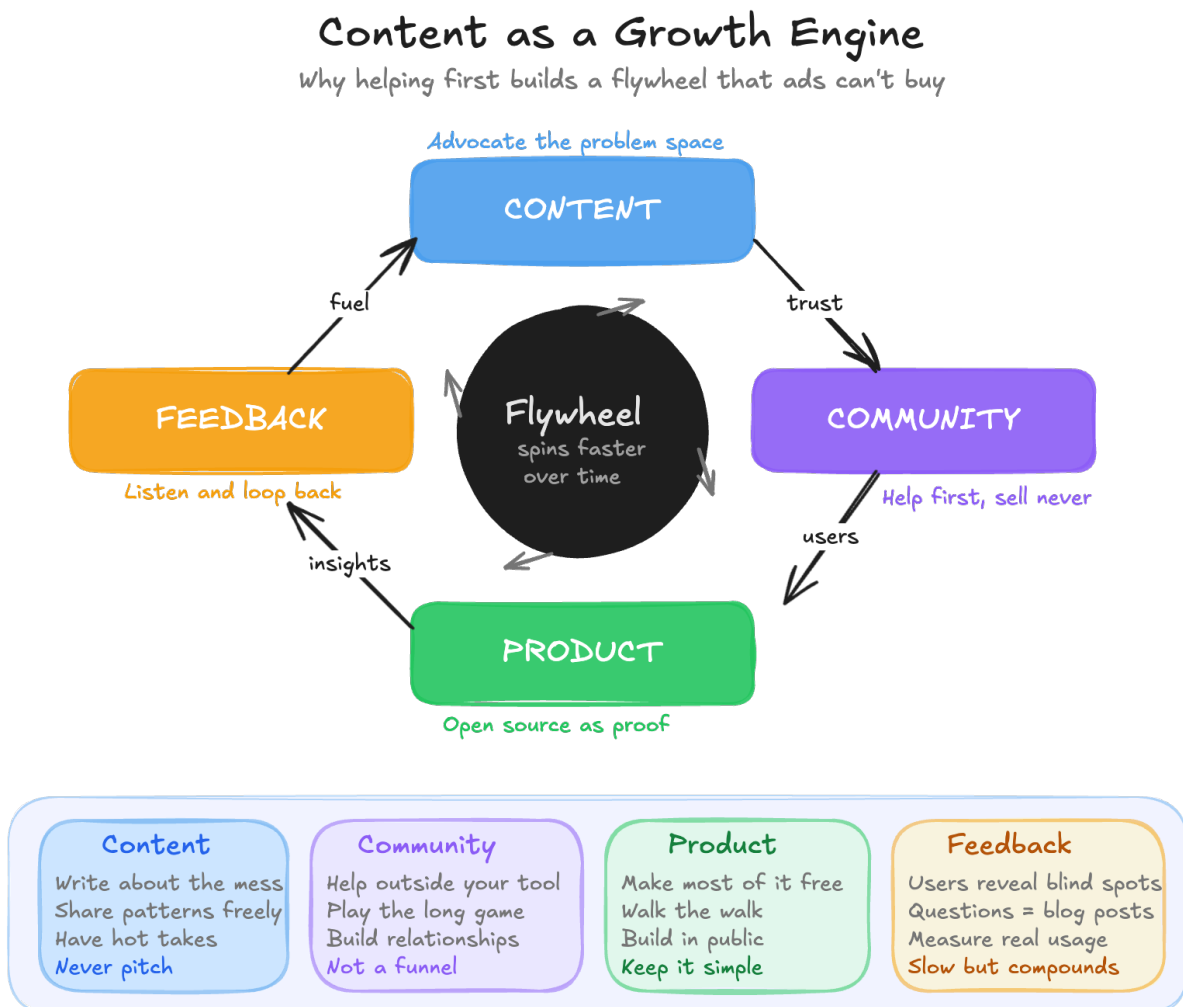 Content as a Growth Engine
Why helping first builds a flywheel that ads can't buy
Advocate the problem space
CONTENT
fuel
trust
FEEDBACK
Flywheel
spins faster
over time
COMMUNITY
Listen and loop back
Help first, sell never
insights
users
PRODUCT
Open source as proof
Content
Write about the mess
Share patterns freely
Have hot takes
Never pitch
Community
Help outside your tool
Play the long game
Build relationships
Not a funnel
Product
Make most of it free
Walk the walk
Build in public
Keep it simple
Feedback
Users reveal blind spots
Questions = blog posts
Measure real usage
Slow but compounds